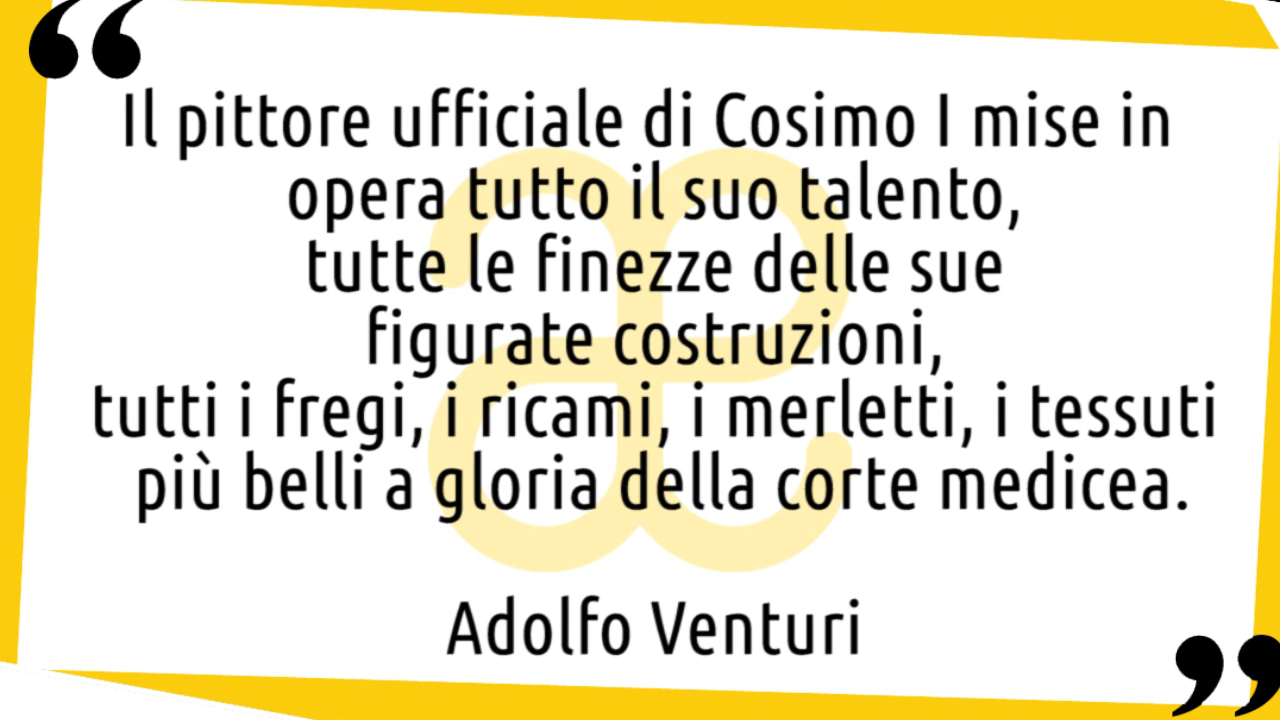 “
Il pittore ufficiale di Cosimo I mise in
opera tutto il suo talento,
tutte le finezze delle sue
figurate costruzioni,
tutti i fregi, i ricami, i merletti, i tessuti
più belli a gloria della corte medicea.
Adolfo Venturi
”
æ